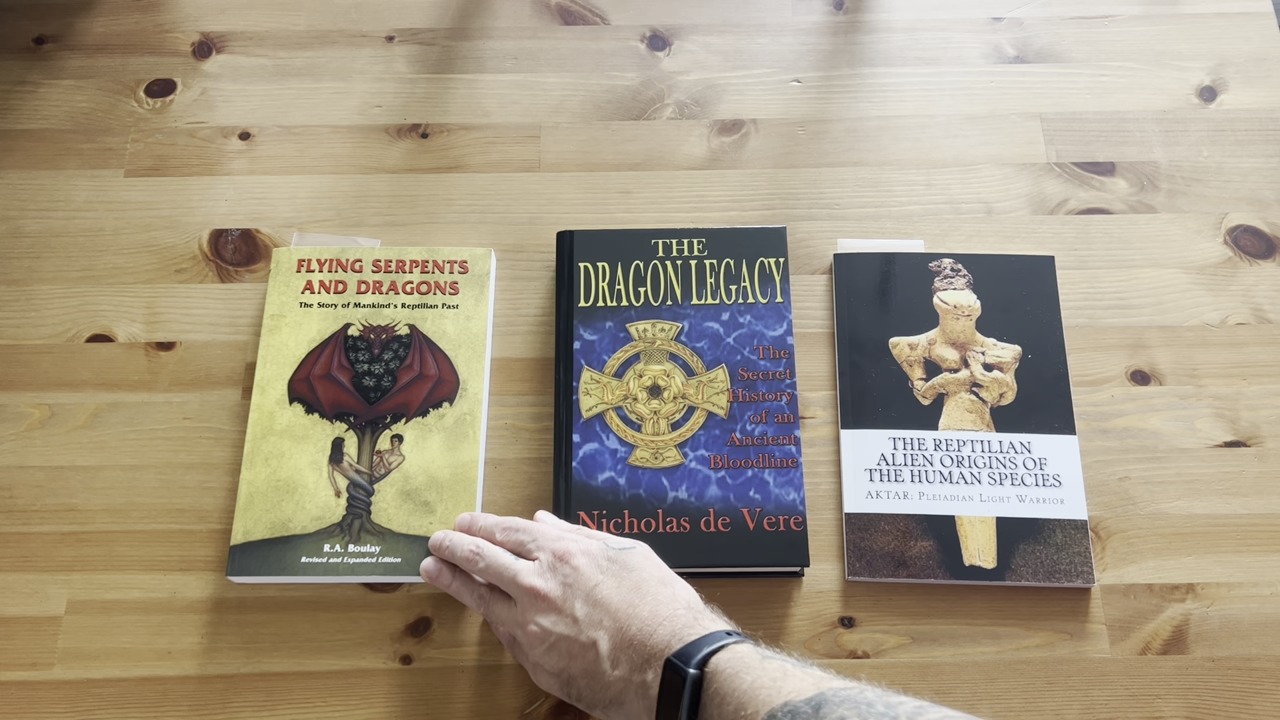 FLYING SERPENTS
AND DRAGONS
The Story of Mankind's Reptilian Past
R.A. Boulay
Revised and Expanded Edition
THE
DRAGON LEGACY
The
Secret
History
of an
Ancient
Bloodline
Nicholas de Vere
THE REPTILIAN
ALIEN ORIGINS OF
THE HUMAN SPECIES
AKTAR: PLEIADIAN LIGHT WARRIOR